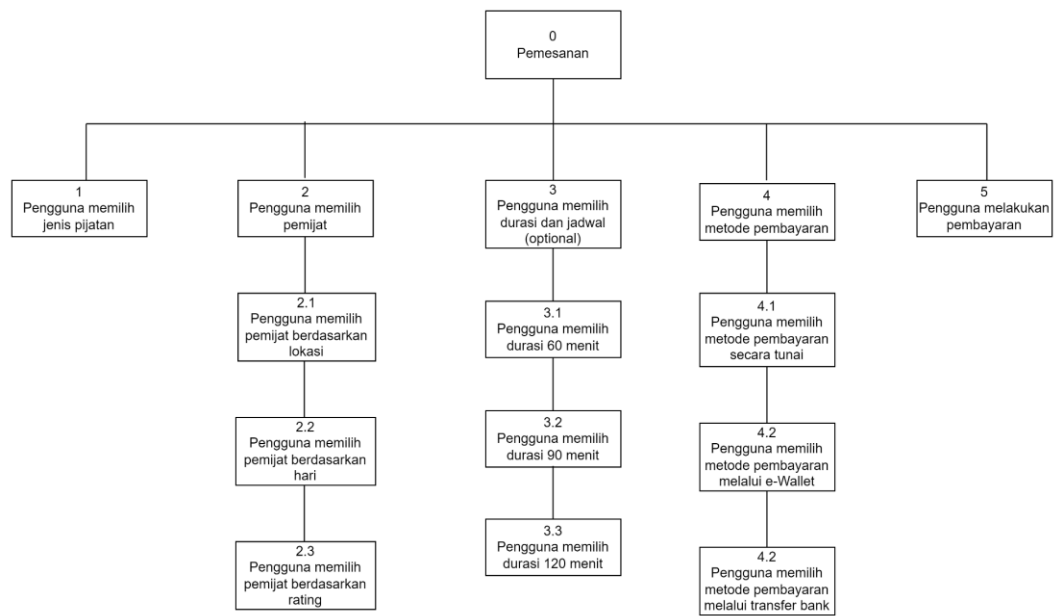 0
Pemesanan
1
Pengguna memilih
jenis pijatan
2
Pengguna memilih
pemijat
3
Pengguna memilih
durasi dan jadwal
(optional)
4
Pengguna memilih
metode pembayaran
5
Pengguna melakukan
pembayaran
2.1
Pengguna memilih
pemijat berdasarkan
lokasi
2.2
Pengguna memilih
pemijat berdasarkan
hari
2.3
Pengguna memilih
pemijat berdasarkan
rating
3.1
Pengguna memilih
durasi 60 menit
3.2
Pengguna memilih
durasi 90 menit
3.3
Pengguna memilih
durasi 120 menit
4.1
Pengguna memilih
metode pembayaran
secara tunai
4.2
Pengguna memilih
metode pembayaran
melalui e-Wallet
4.2
Pengguna memilih
metode pembayaran
melalui transfer bank